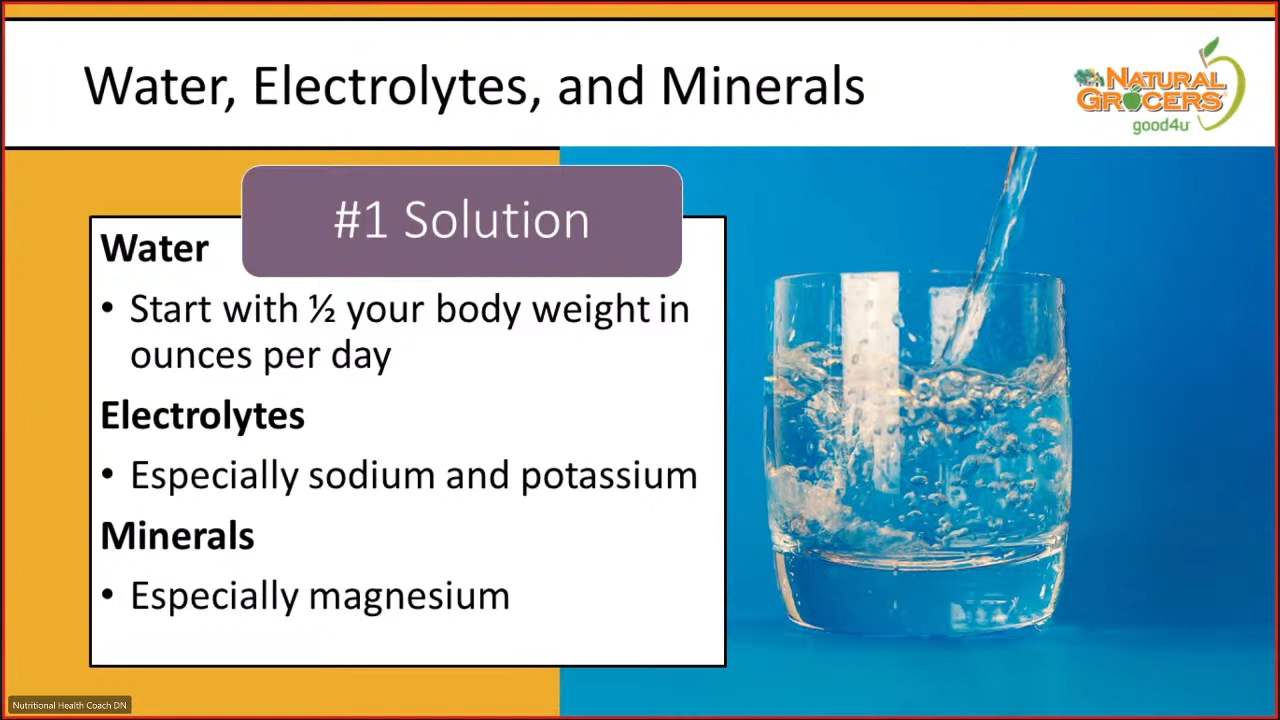 Water, Electrolytes, and Minerals
NATURAL
GROCERS
good4u
#1 Solution
Water
• Start with ½ your body weight in
ounces per day
Electrolytes
• Especially sodium and potassium
Minerals
• Especially magnesium
Nutritional Health Coach DN